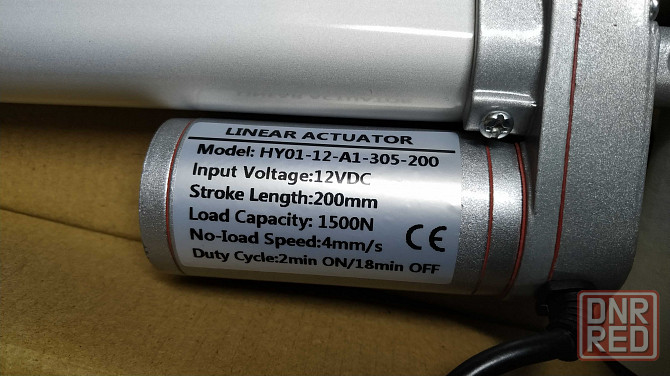 LINEAR ACTUATOR
Model: HY01-12-A1-305-200
Input Voltage:12VDC
Stroke Length:200mm
Load Capacity: 1500N
No-load Speed:4mm/s
CE
Duty Cycle:2min ON/18min OFF
DNR
RED